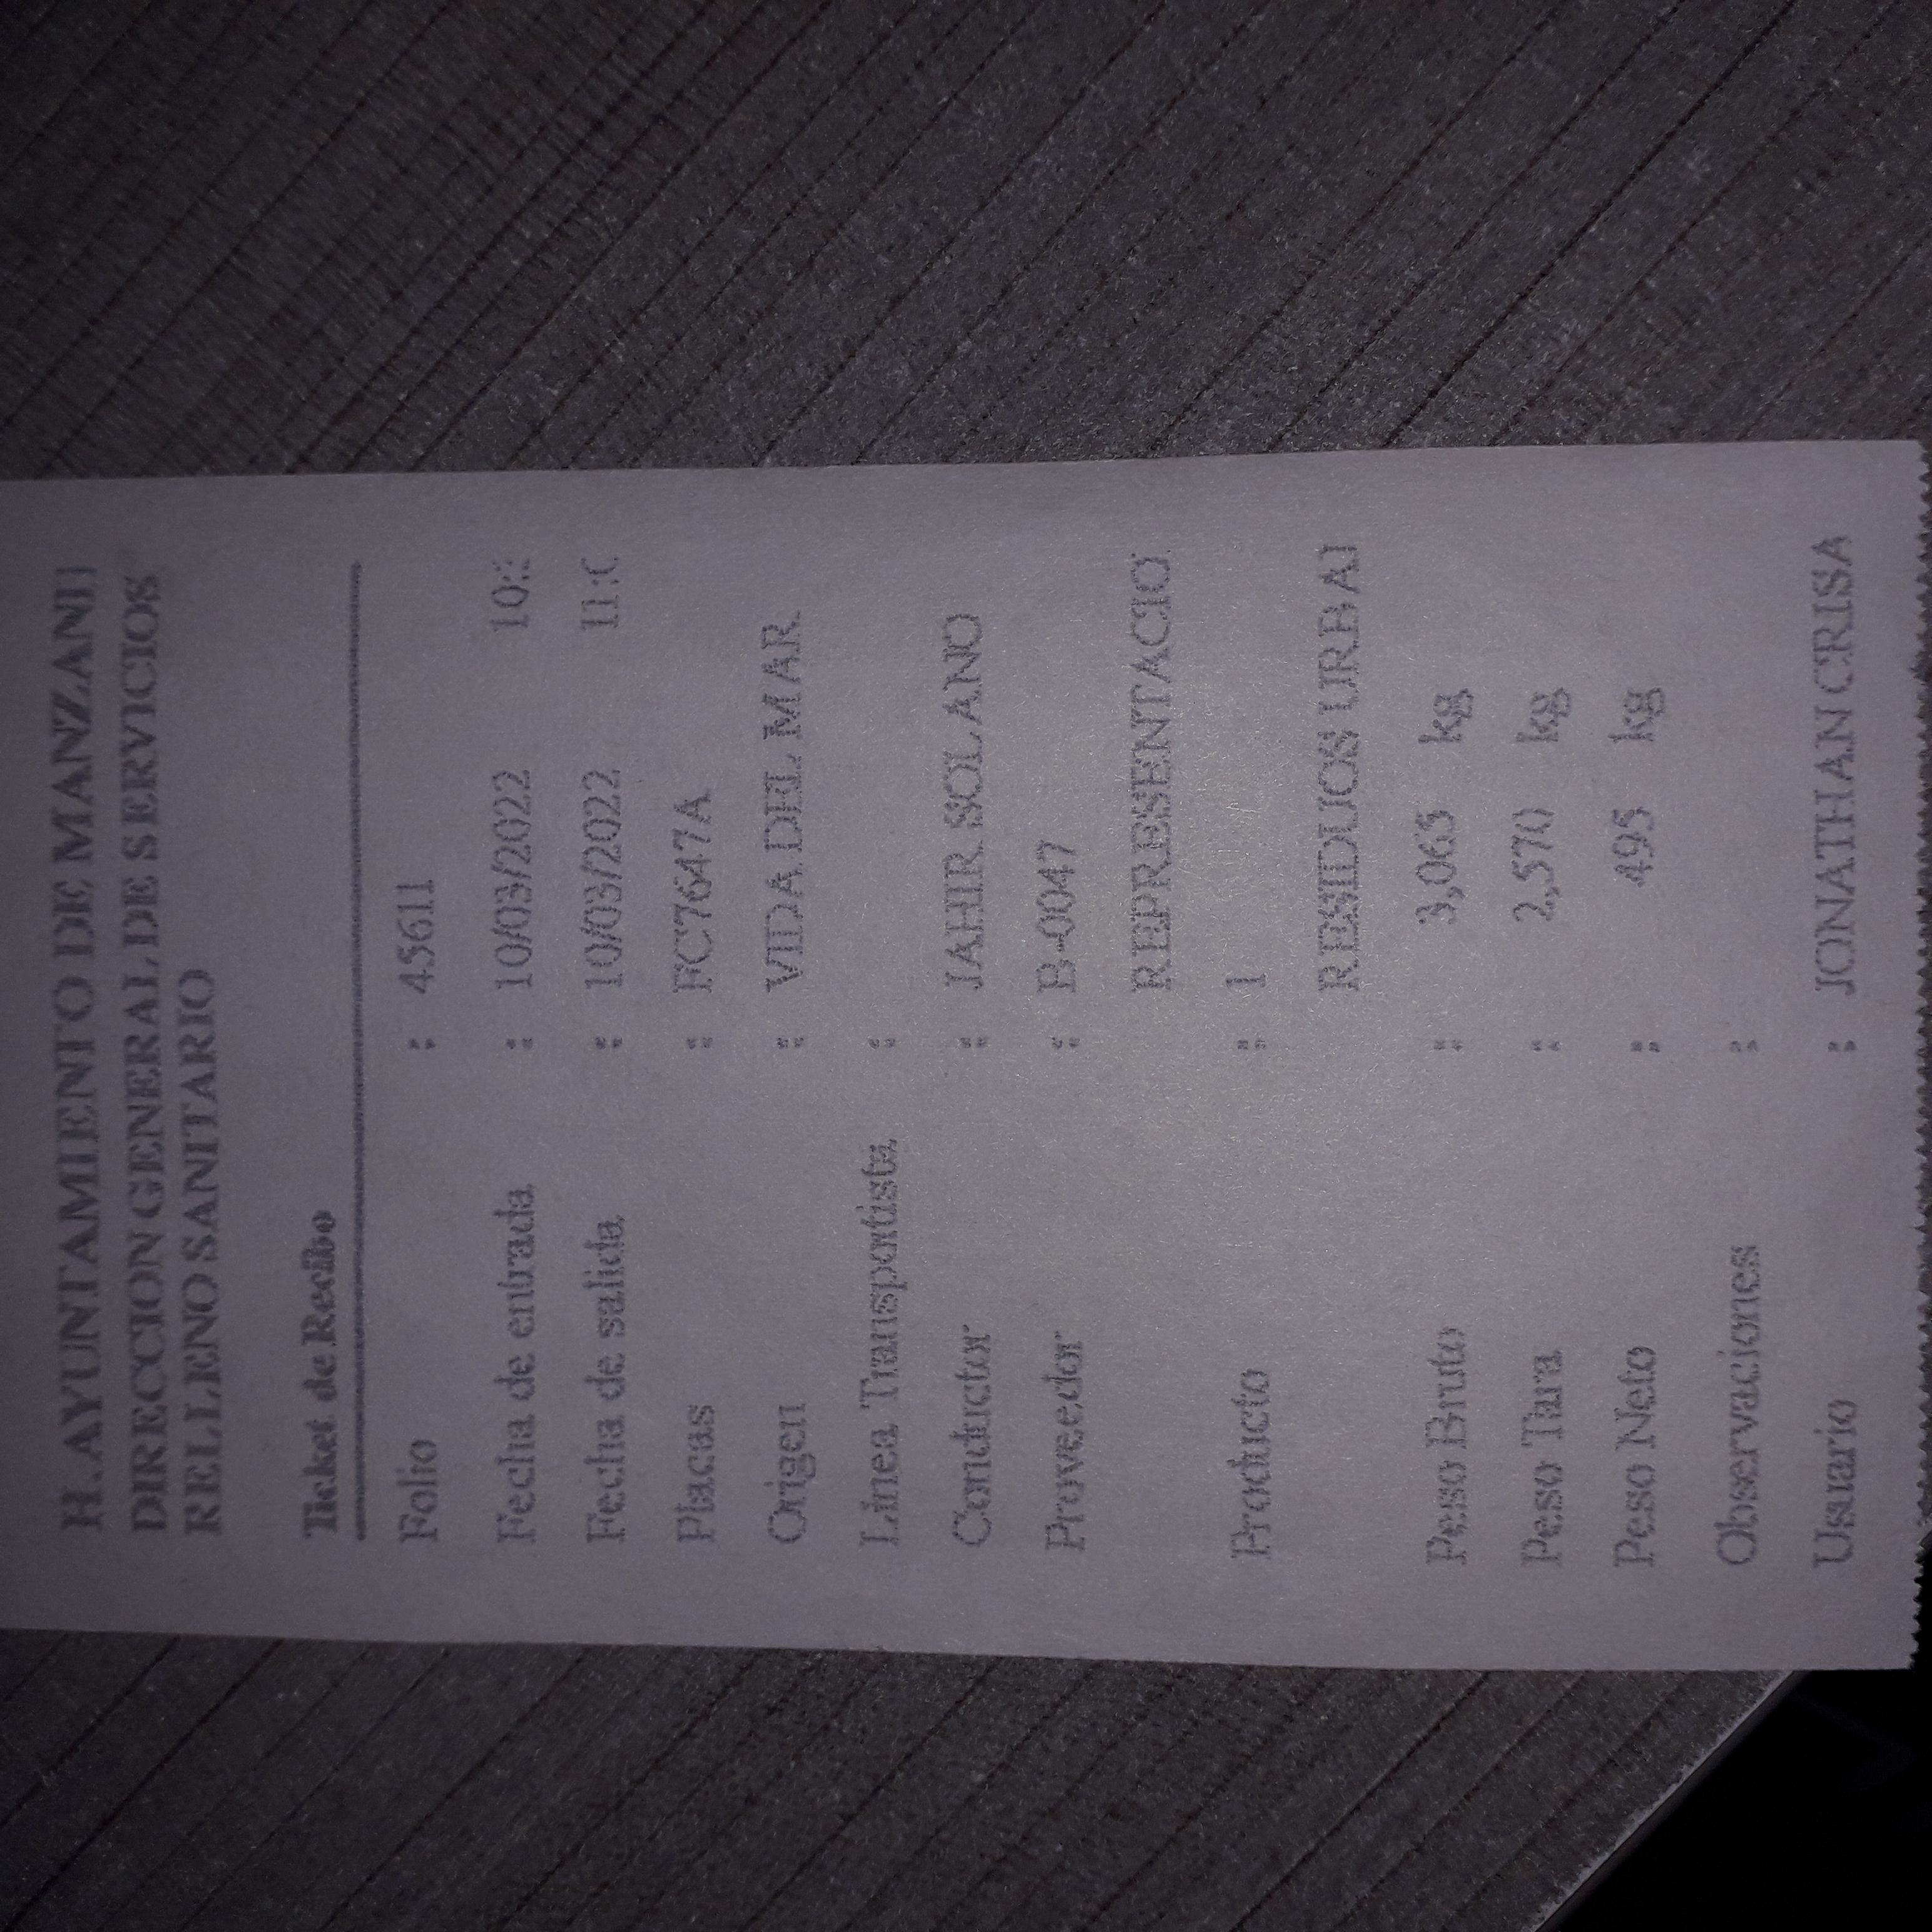 H. AYUNTAMIENTO DE MANZANI
DIRECCION GENERAL DE SERVICIOS
RELLENO SANITARIO
Ticket de Recibo
Folio : 45611
Fecha de entrada : 10/03/2022 10:
Fecha de salida : 10/03/2022 11:
Placas : FC7647A
Origen : VIDA DEL MAR
Línea Transportista :
Conductor : JAHIR SOLANO
Proveedor : B-0047
REPRESENTACIO
Producto : 1
RESIDUOS URBA
Peso Bruto : 3,065 kg
Peso Tara : 2,570 kg
Peso Neto : 495 kg
Observaciones :
Usuario : JONATHAN CRISA